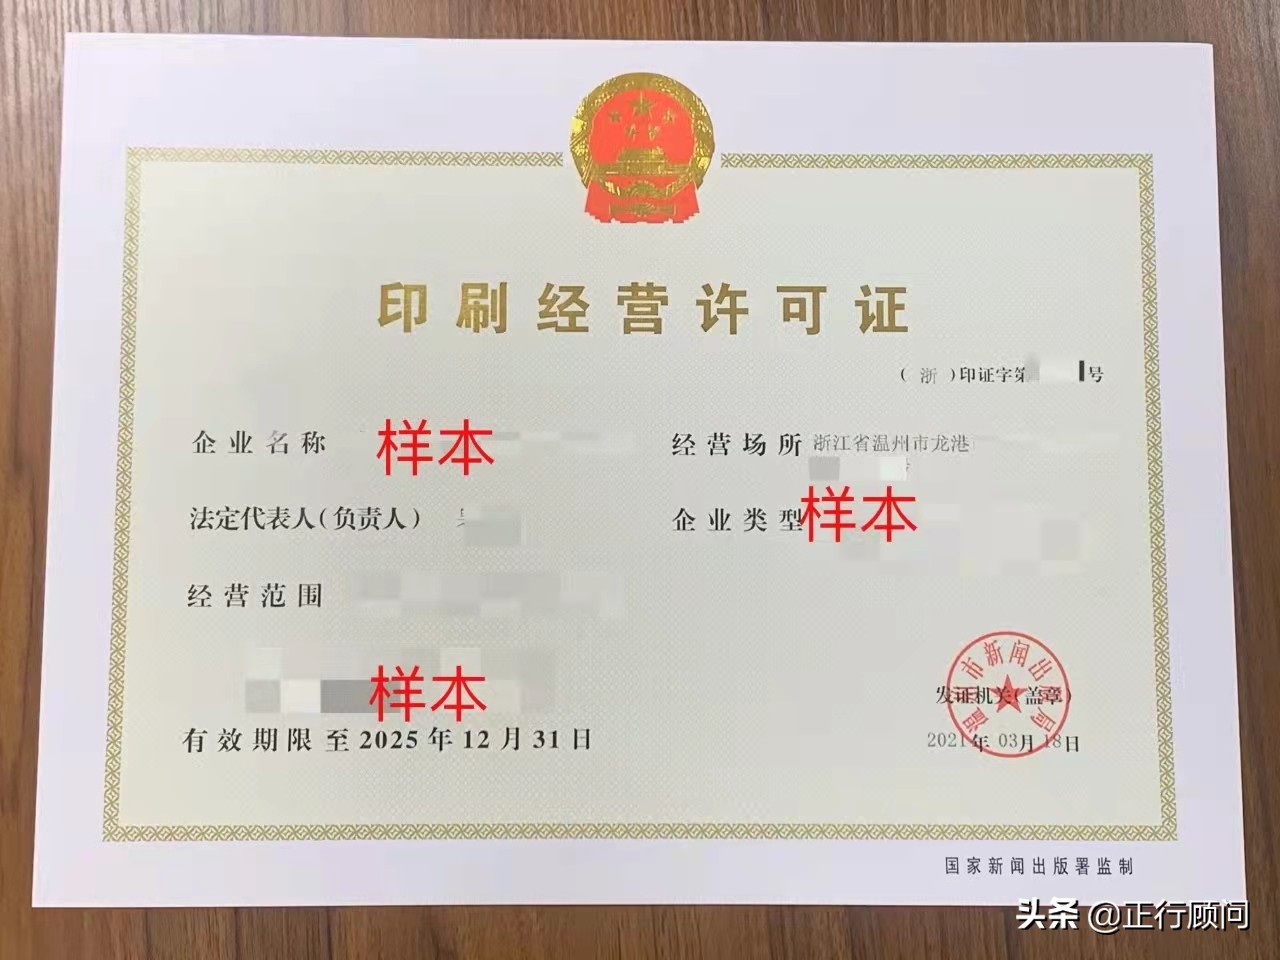 印刷经营许可证
（浙）印证字第 号
企业名称 样本
经营场所 浙江省温州市龙港
法定代表人（负责人）
企业类型 样本
经营范围
样本
市新闻出
局
发证机关（盖章）
有效期限至2025年12月31日
2021年03月18日
国家新闻出版署监制
头条 @正行顾问